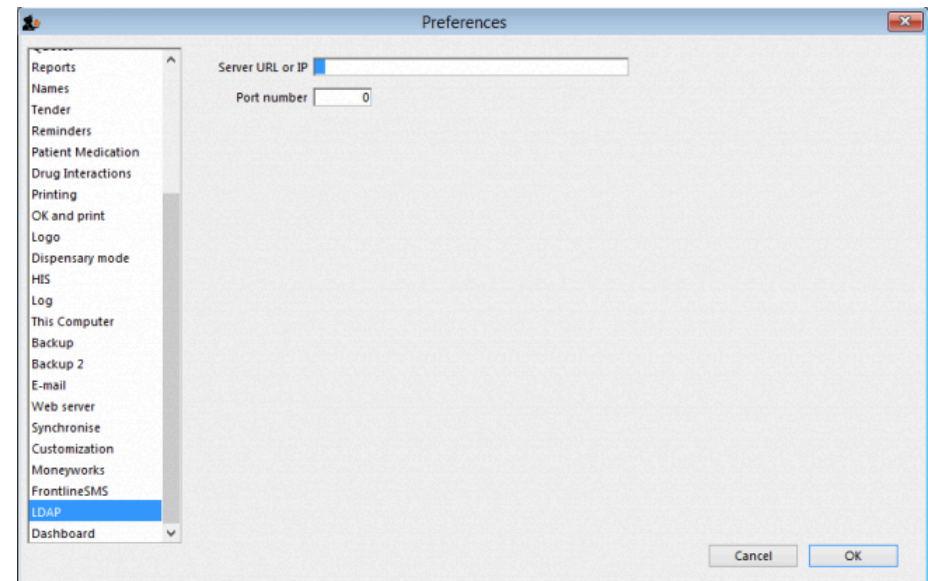 Preferences
Reports
Names
Tender
Reminders
Patient Medication
Drug Interactions
Printing
OK and print
Logo
Dispensary mode
HIS
Log
This Computer
Backup
Backup 2
E-mail
Web server
Synchronise
Customization
Moneyworks
FrontlineSMS
LDAP
Dashboard
Server URL or IP
Port number 0
Cancel OK